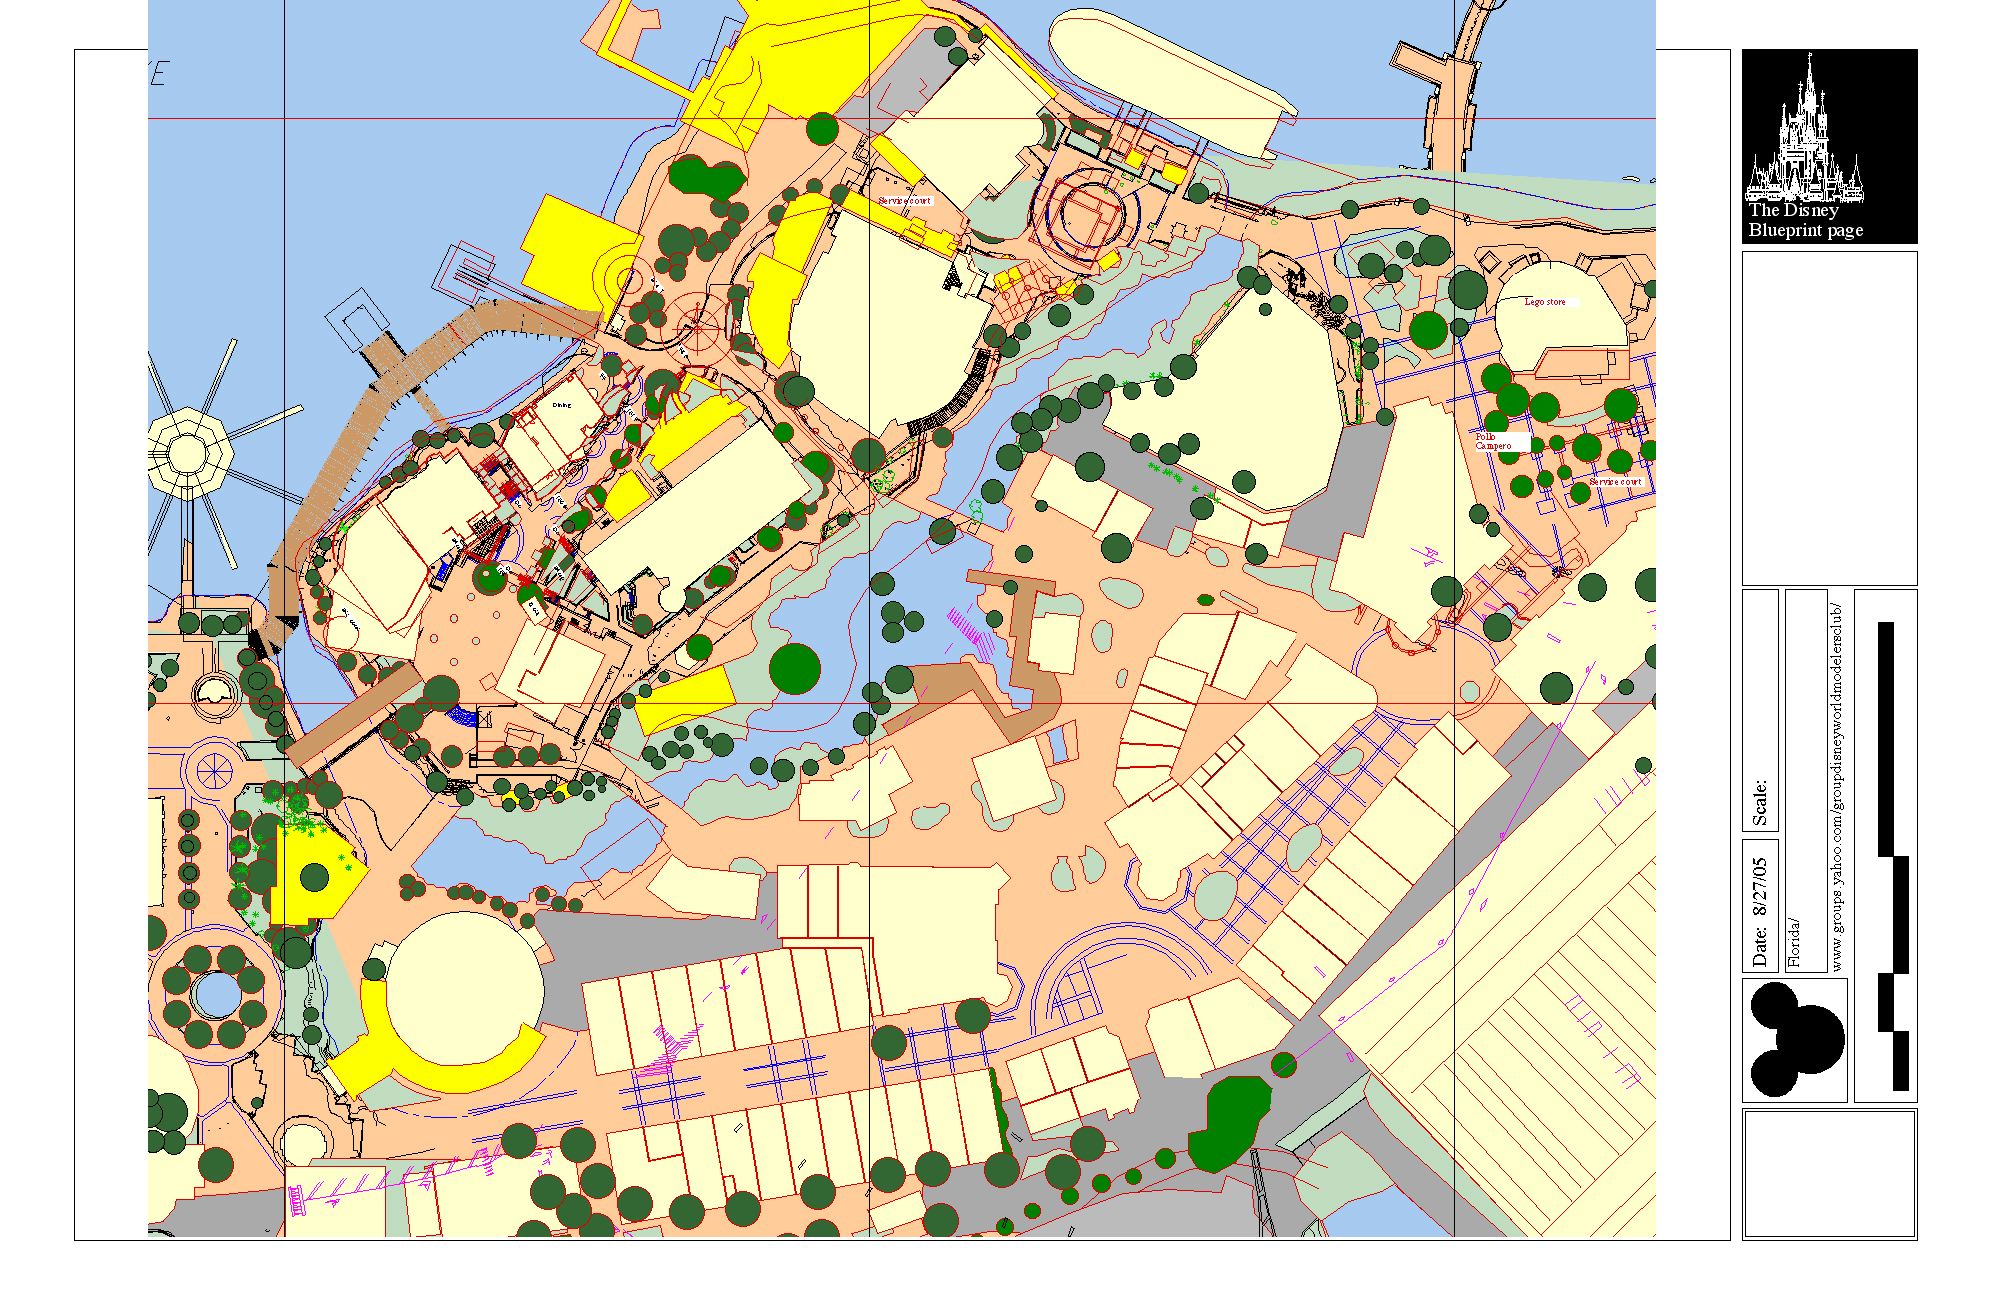 The Disney
Blueprint page
Service court
Lego store
Dining
Pollo
Campero
Service court
Scale:
Date: 8/27/05
Florida/
www.groups.yahoo.com/groupdisneyworldmodelersclub/